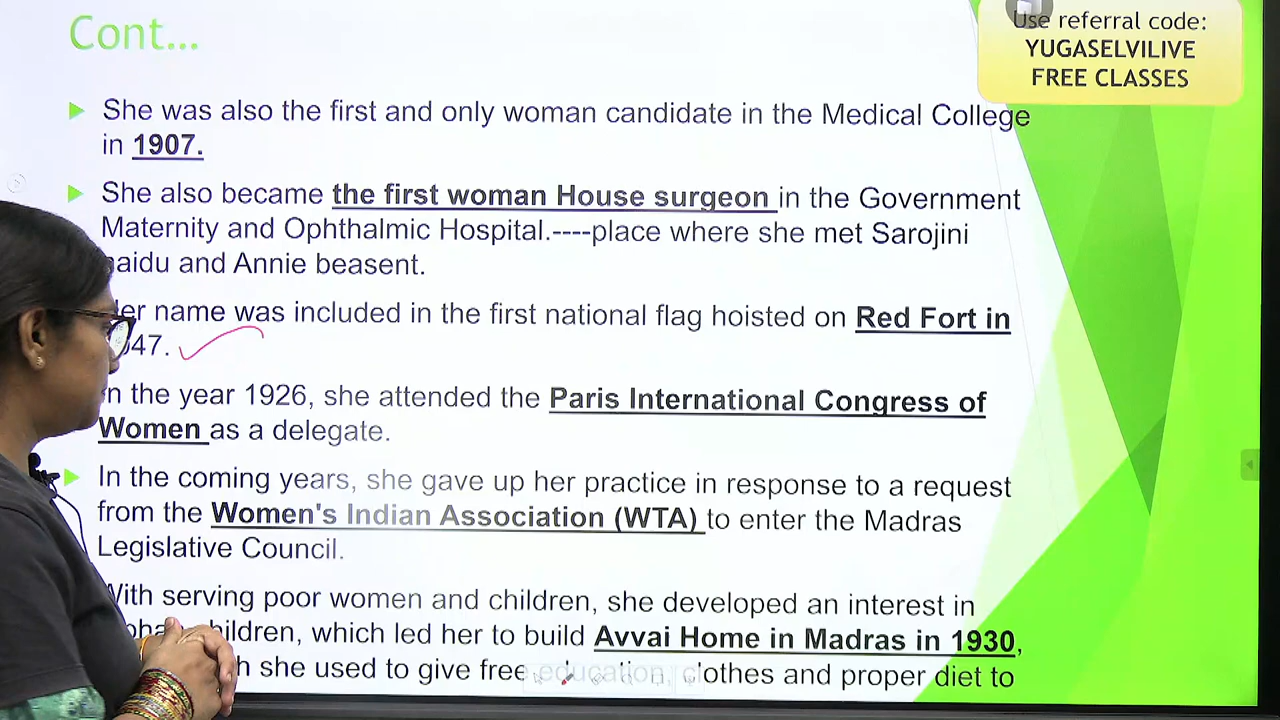 Cont...
Use referral code:
YUGASELVILIVE
FREE CLASSES
She was also the first and only woman candidate in the Medical College
in 1907.
She also became the first woman House surgeon in the Government
Maternity and Ophthalmic Hospital.----place where she met Sarojini
naidu and Annie beasent.
er name was included in the first national flag hoisted on Red Fort in
47.
n the year 1926, she attended the Paris International Congress of
Women as a delegate.
In the coming years, she gave up her practice in response to a request
from the Women's Indian Association (WTA) to enter the Madras
Legislative Council.
With serving poor women and children, she developed an interest in
children, which led her to build Avvai Home in Madras in 1930,
h she used to give free education, clothes and proper diet to